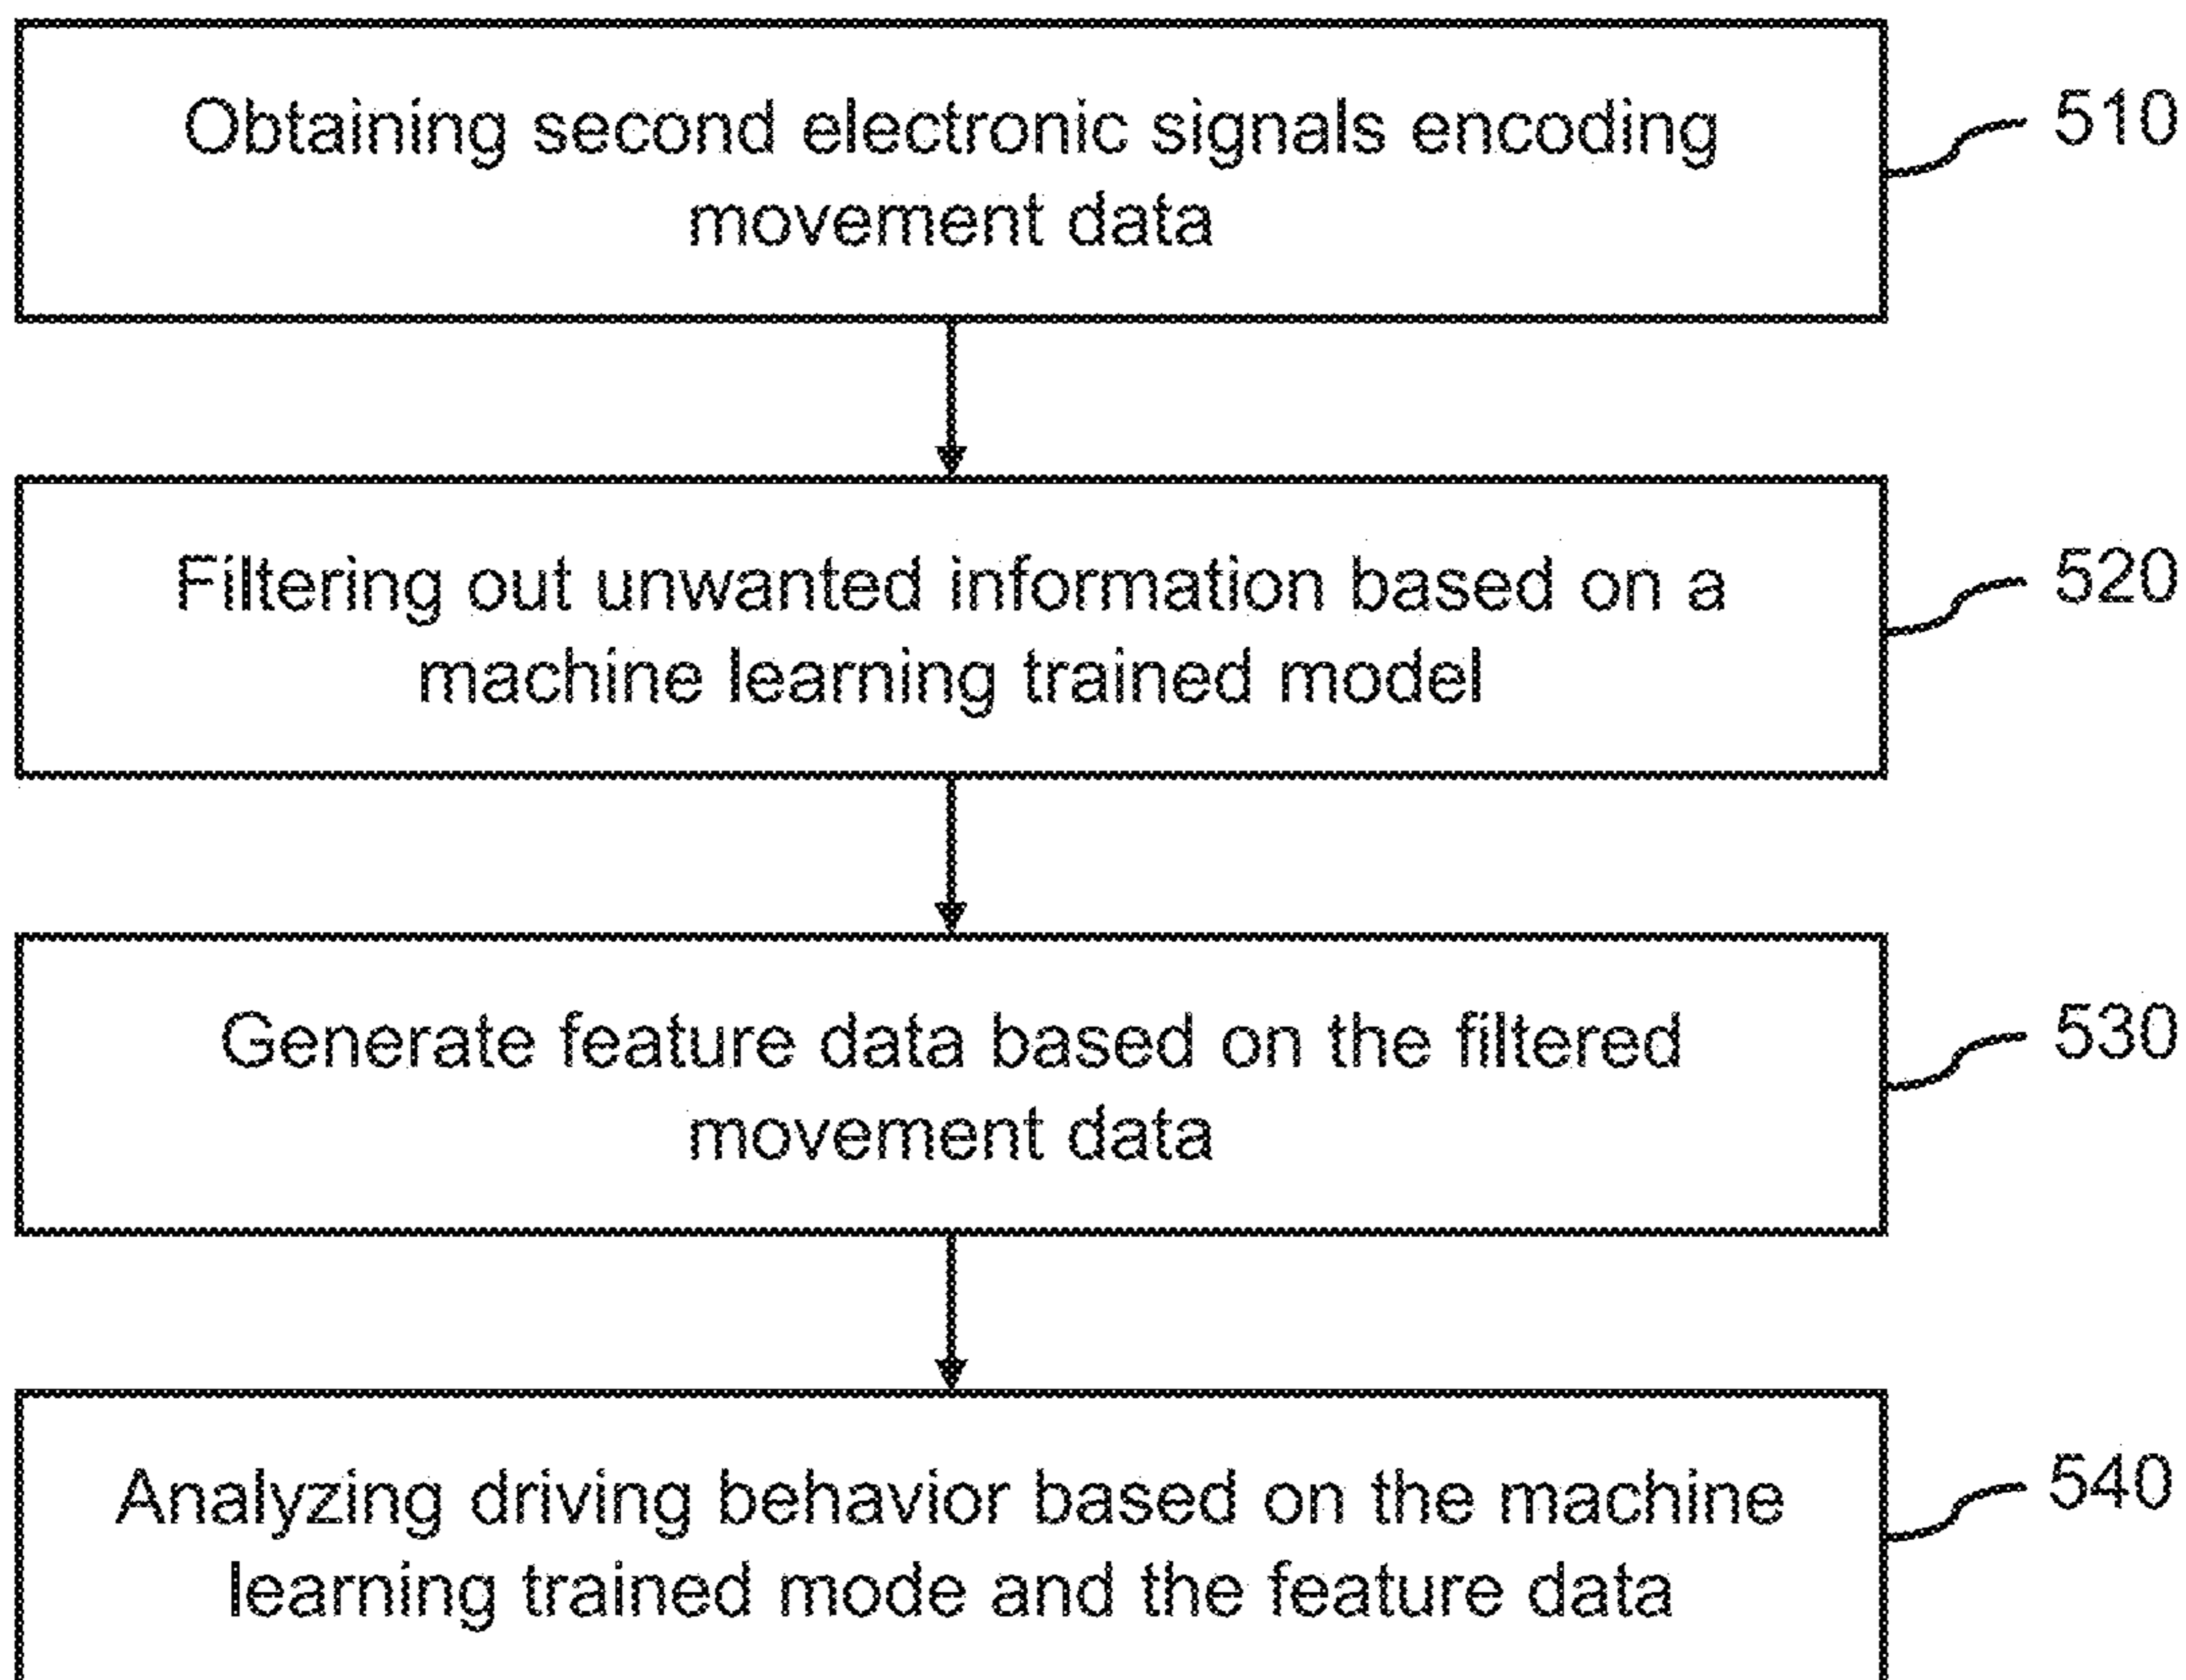 Obtaining second electronic signals encoding
movement data
510
Filtering out unwanted information based on a
machine learning trained model
520
Generate feature data based on the filtered
movement data
530
Analyzing driving behavior based on the machine
learning trained mode and the feature data
540